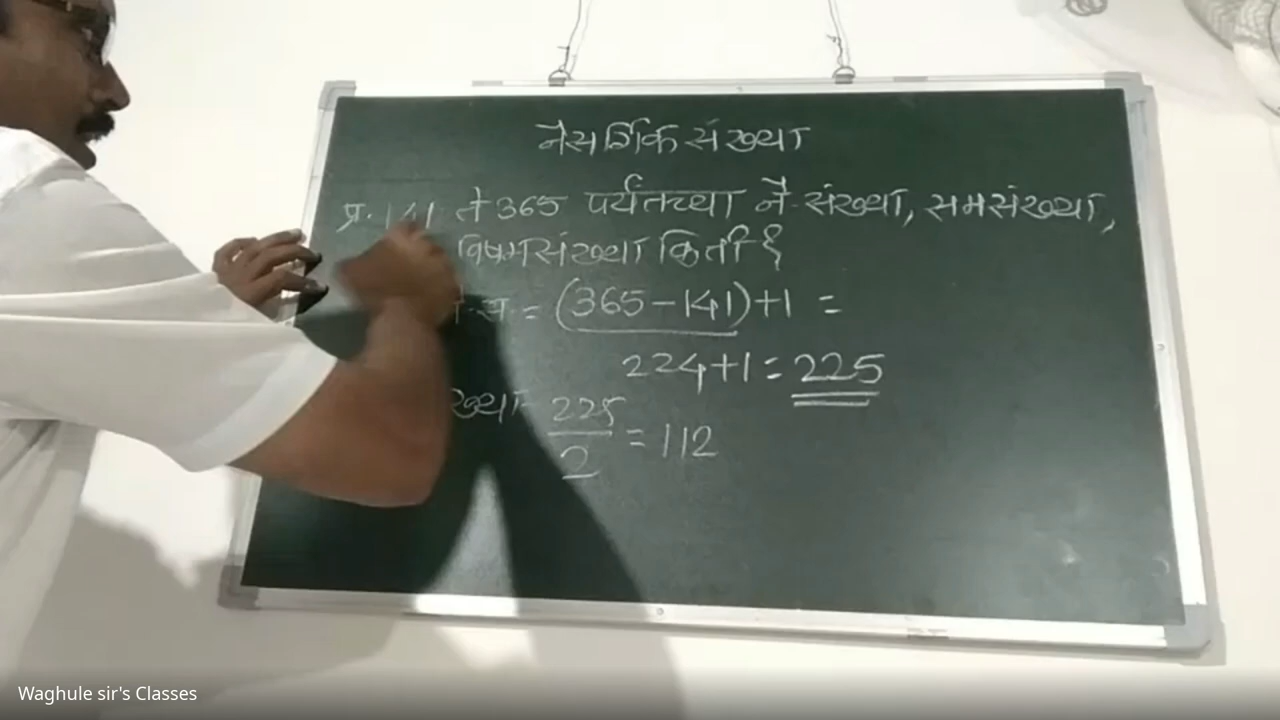 नैसर्गिक संख्या
प्र. 141 ते 365 पर्यंतच्या नै. संख्या, समसंख्या,
विषमसंख्या किती?
= (365-141)+1 =
224+1 = 225
225/2 = 112
Waghule sir's Classes